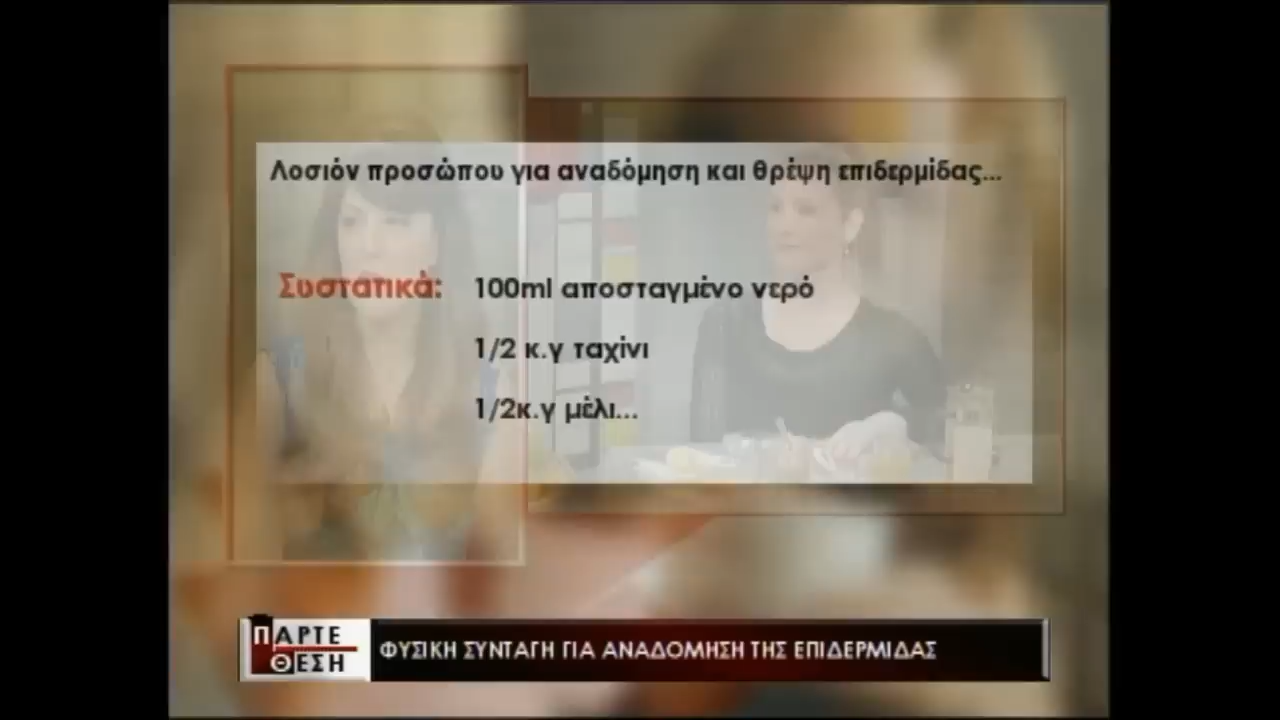 Λοσιόν προσώπου για αναδόμηση και θρέψη επιδερμίδας...
Συστατικά: 100ml αποσταγμένο νερό
1/2 κ.γ ταχίνι
1/2κ.γ μέλι...
ΠΑΡΤΕ
ΘΕΣΗ
ΦΥΣΙΚΗ ΣΥΝΤΑΓΗ ΓΙΑ ΑΝΑΔΟΜΗΣΗ ΤΗΣ ΕΠΙΔΕΡΜΙΔΑΣ